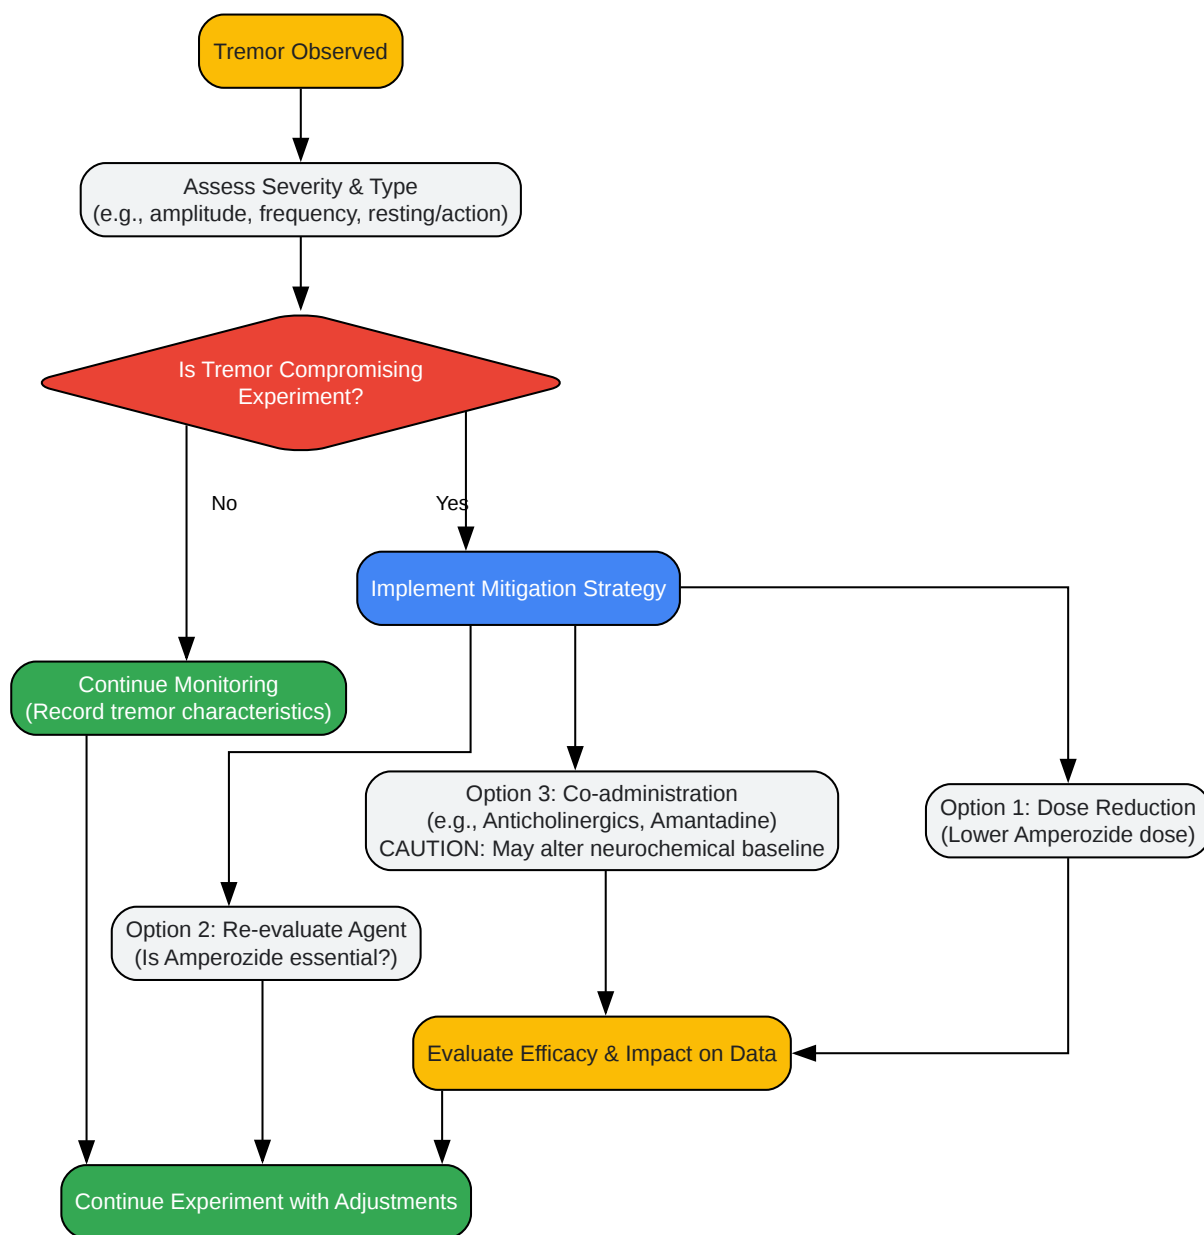 Tremor Observed
Assess Severity & Type
(e.g., amplitude, frequency, resting/action)
Is Tremor Compromising
Experiment?
No
Yes
Implement Mitigation Strategy
Continue Monitoring
(Record tremor characteristics)
Option 3: Co-administration
(e.g., Anticholinergics, Amantadine)
CAUTION: May alter neurochemical baseline
Option 1: Dose Reduction
(Lower Amperozide dose)
Option 2: Re-evaluate Agent
(Is Amperozide essential?)
Evaluate Efficacy & Impact on Data
Continue Experiment with Adjustments